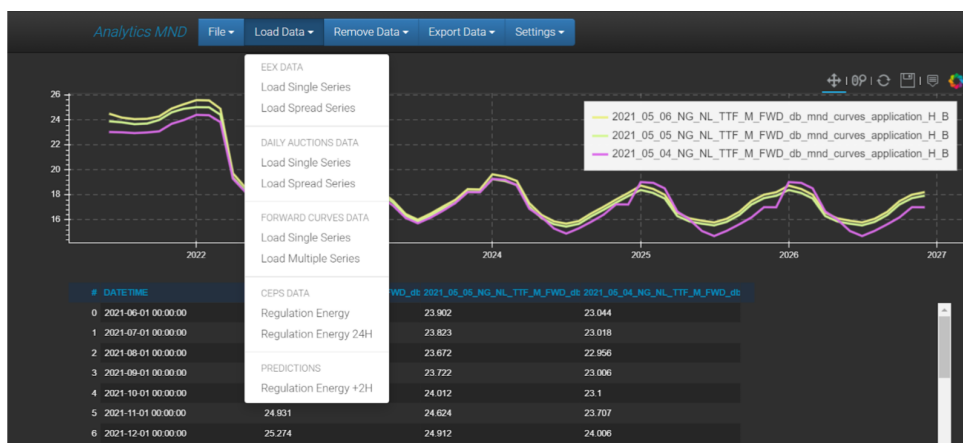 Analytics MND File Load Data Remove Data Export Data Settings
EEX DATA
Load Single Series
Load Spread Series
DAILY AUCTIONS DATA
Load Single Series
Load Spread Series
FORWARD CURVES DATA
Load Single Series
Load Multiple Series
CEPS DATA
Regulation Energy
Regulation Energy 24H
PREDICTIONS
Regulation Energy +2H
26
24
22
20
18
16
2021_05_06_NG_NL_TTF_M_FWD_db_mnd_curves_application_H_B
2021_05_05_NG_NL_TTF_M_FWD_db_mnd_curves_application_H_B
2021_05_04_NG_NL_TTF_M_FWD_db_mnd_curves_application_H_B
2022 2024 2025 2026 2027
# DATETIME FWD_db 2021_05_05_NG_NL_TTF_M_FWD_db 2021_05_04_NG_NL_TTF_M_FWD_db
0 2021-06-01 00:00:00 23.902 23.044
1 2021-07-01 00:00:00 23.823 23.018
2 2021-08-01 00:00:00 23.672 22.956
3 2021-09-01 00:00:00 23.722 23.006
4 2021-10-01 00:00:00 24.012 23.1
5 2021-11-01 00:00:00 24.931 24.624 23.707
6 2021-12-01 00:00:00 25.274 24.912 24.006